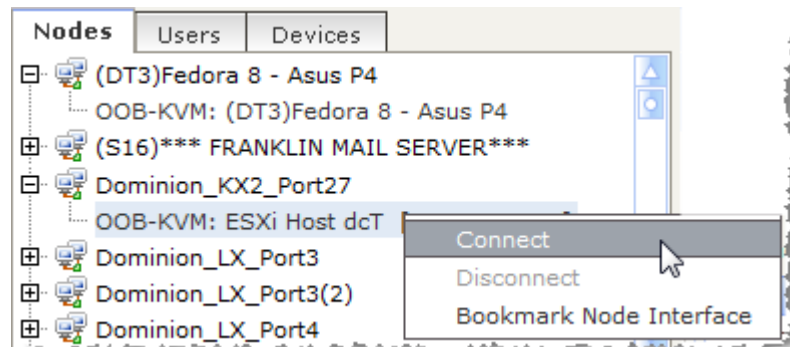 Nodes Users Devices
(DT3)Fedora 8 - Asus P4
OOB-KVM: (DT3)Fedora 8 - Asus P4
(S16)*** FRANKLIN MAIL SERVER***
Dominion_KX2_Port27
OOB-KVM: ESXi Host dcT
Connect
Dominion_LX_Port3
Disconnect
Dominion_LX_Port3(2)
Bookmark Node Interface
Dominion_LX_Port4